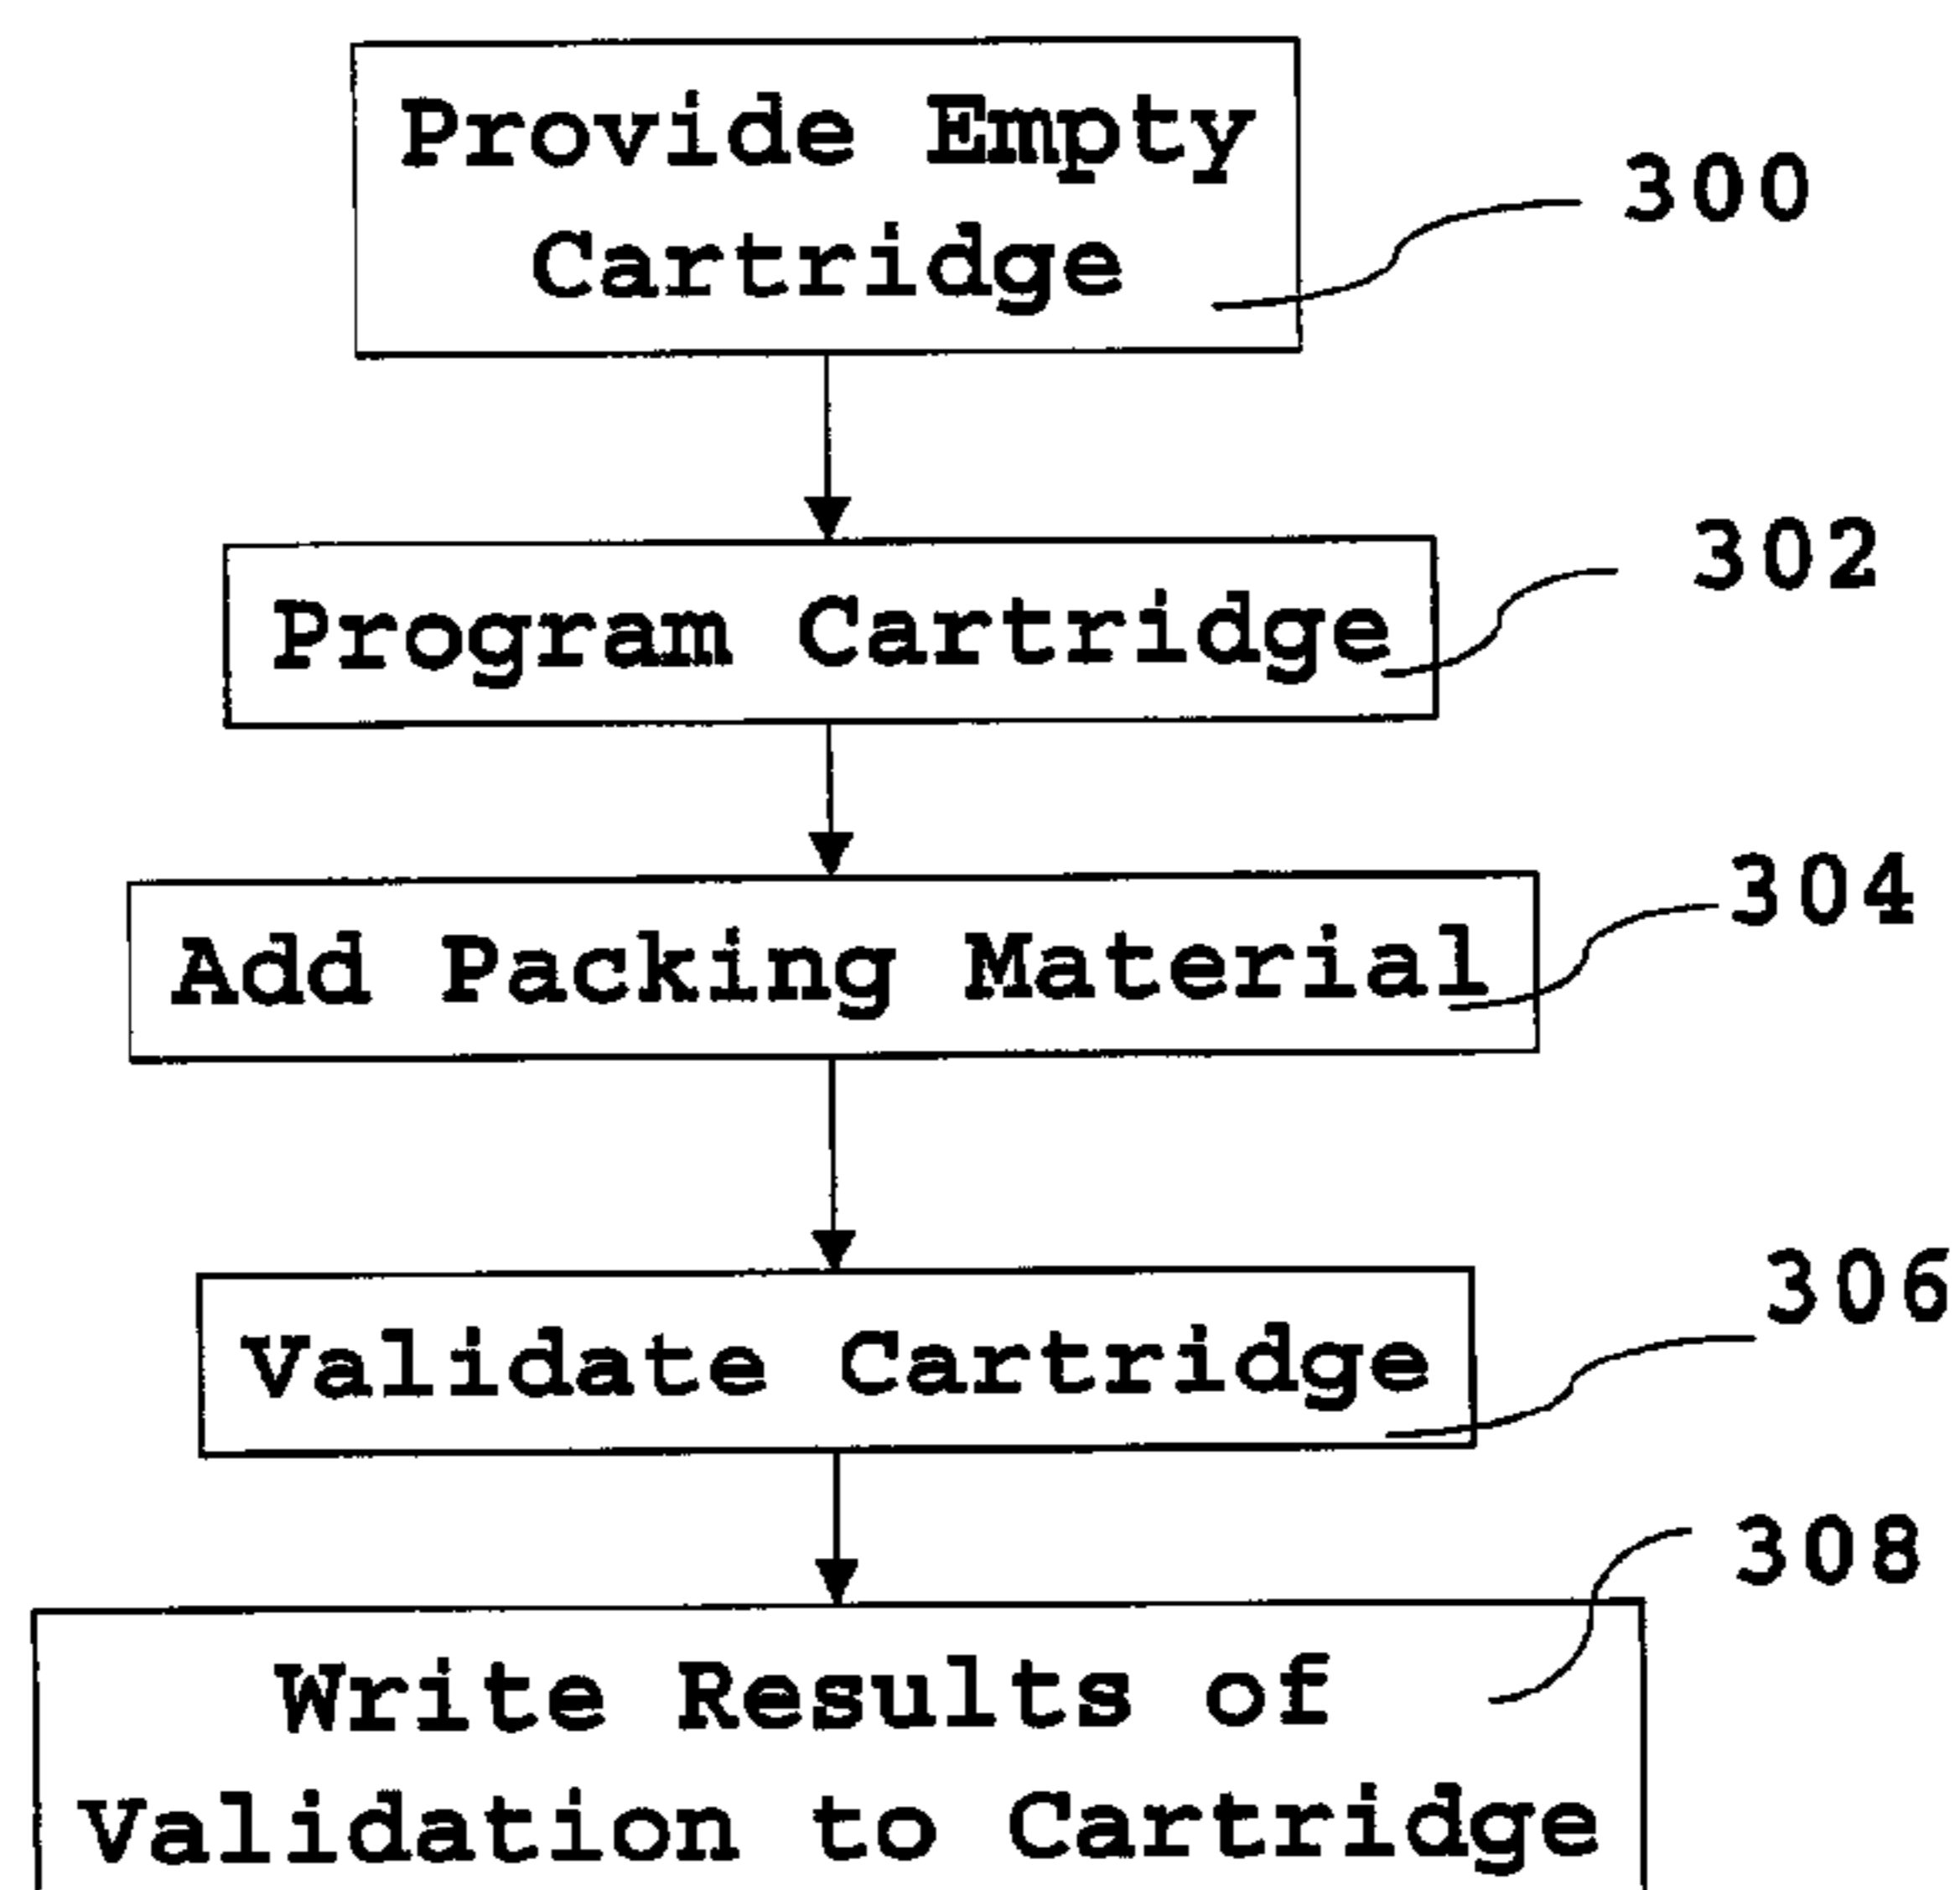 Provide Empty
Cartridge
300
302
Program Cartridge
304
Add Packing Material
306
Validate Cartridge
308
Write Results of
Validation to Cartridge